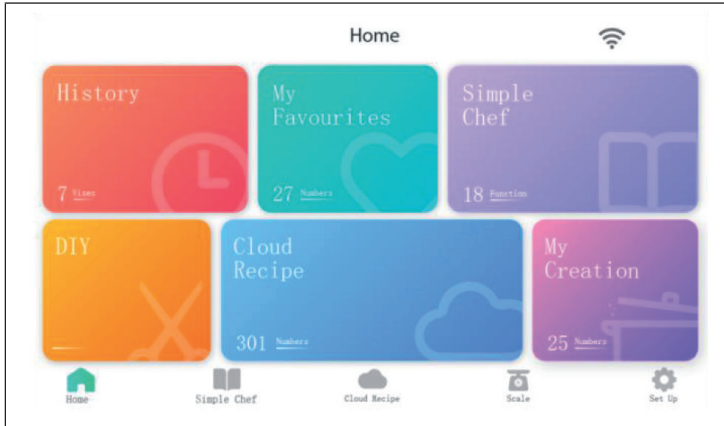 Home
History
7 Vises
My
Favourites
27 Numbers
Simple
Chef
18 Function
DIY
Cloud
Recipe
301 Numbers
My
Creation
25 Numbers
Home
Simple Chef
Cloud Recipe
Scale
Set Up